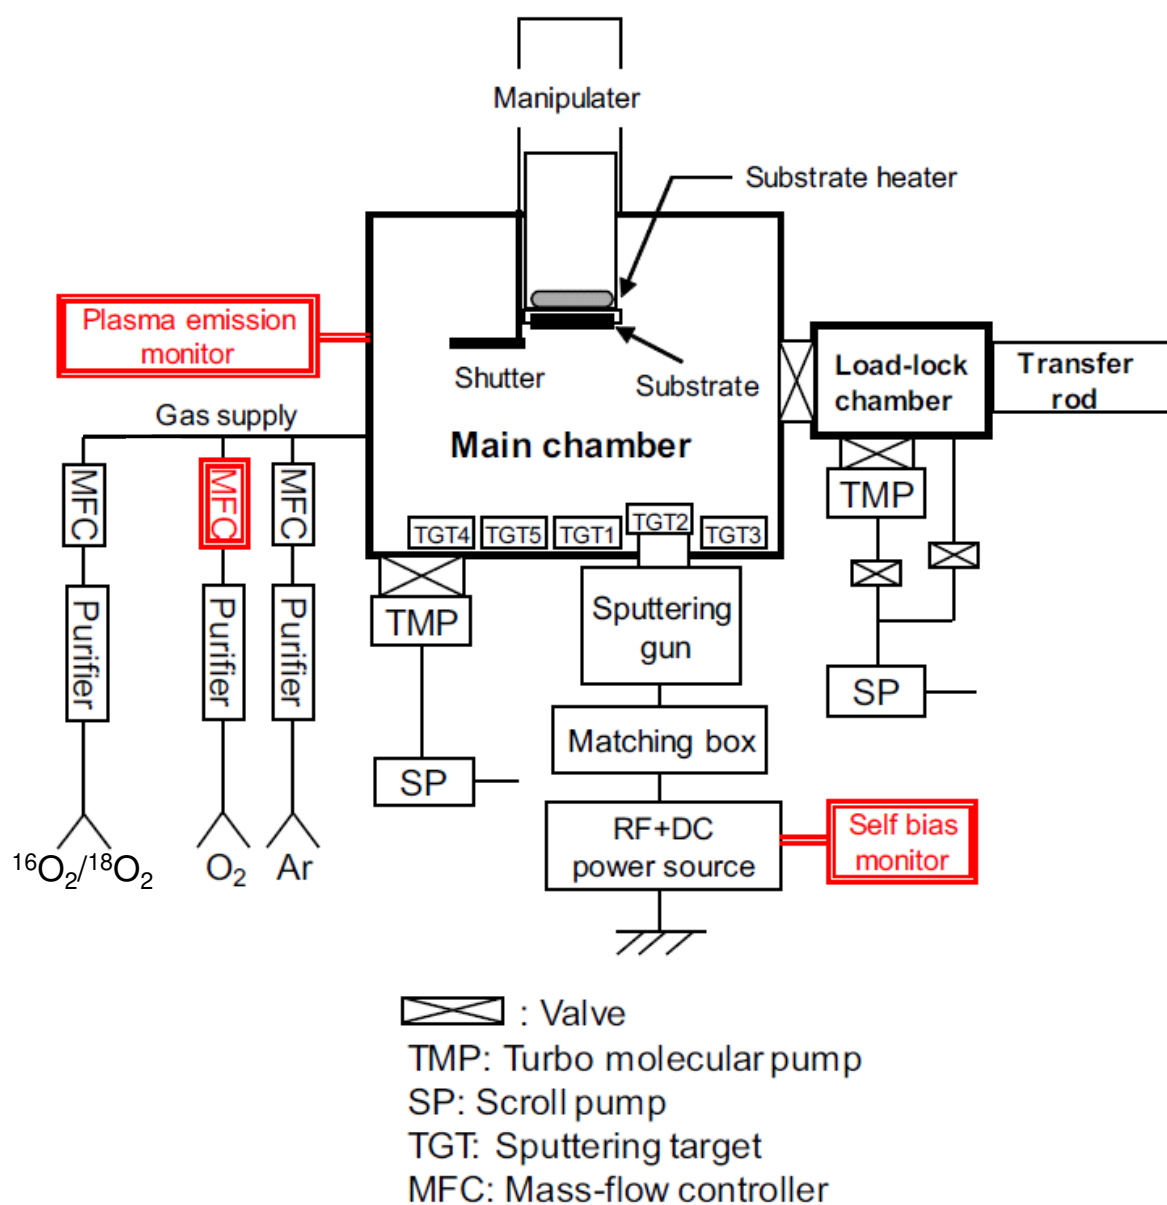 Manipulater
Substrate heater
Plasma emission
monitor
Shutter
Substrate
Load-lock
chamber
Transfer
rod
Gas supply
Main chamber
MFC
MFC
MFC
TMP
TGT4
TGT5
TGT1
TGT2
TGT3
Purifier
Purifier
Purifier
TMP
Sputtering
gun
SP
Matching box
SP
RF+DC
power source
Self bias
monitor
¹⁶O₂/¹⁸O₂
O₂
Ar
: Valve
TMP: Turbo molecular pump
SP: Scroll pump
TGT: Sputtering target
MFC: Mass-flow controller